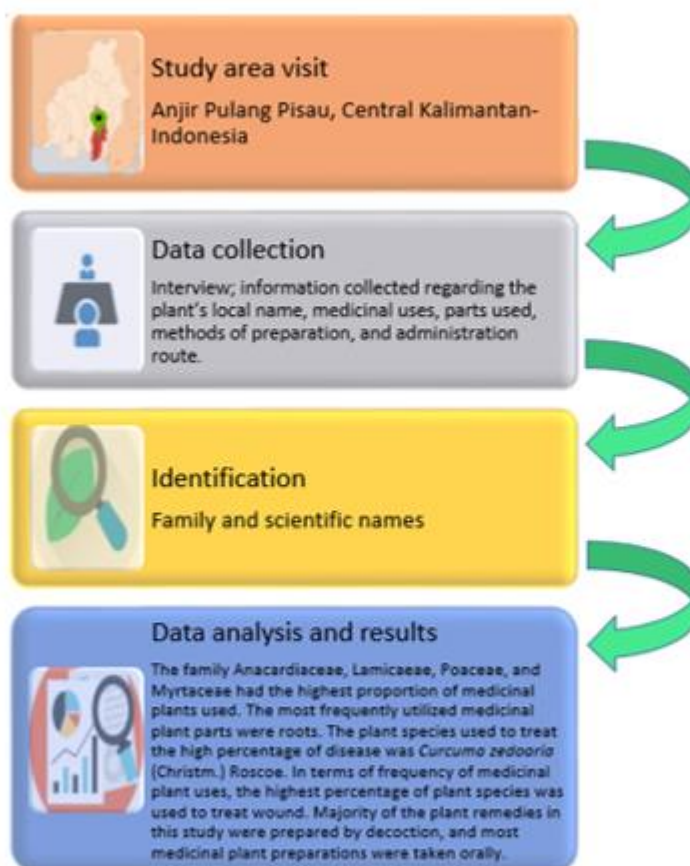 Study area visit
Anjir Pulang Pisau, Central Kalimantan-
Indonesia
Data collection
Interview; information collected regarding the
plant's local name, medicinal uses, parts used,
methods of preparation, and administration
route.
Identification
Family and scientific names
Data analysis and results
The family Anacardiaceae, Lamicaeae, Poaceae, and
Myrtaceae had the highest proportion of medicinal
plants used. The most frequently utilized medicinal
plant parts were roots. The plant species used to treat
the high percentage of disease was Curcuma zedoaria
(Christm.) Roscoe. In terms of frequency of medicinal
plant uses, the highest percentage of plant species was
used to treat wound. Majority of the plant remedies in
this study were prepared by decoction, and most
medicinal plant preparations were taken orally.